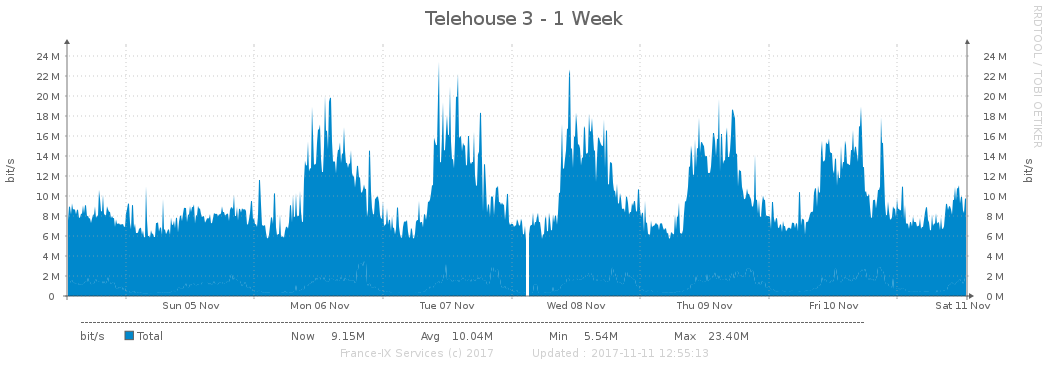 Telehouse 3 - 1 Week
RRDTOOL / TOBI OETIKER
bit/s
24 M
22 M
20 M
18 M
16 M
14 M
12 M
10 M
8 M
6 M
4 M
2 M
0
24 M
22 M
20 M
18 M
16 M
14 M
12 M
10 M
8 M
6 M
4 M
2 M
0 M
bit/s
Sun 05 Nov Mon 06 Nov Tue 07 Nov Wed 08 Nov Thu 09 Nov Fri 10 Nov Sat 11 Nov
bit/s Total Now 9.15M Avg 10.04M Min 5.54M Max 23.40M
France-IX Services (c) 2017 Updated : 2017-11-11 12:55:13